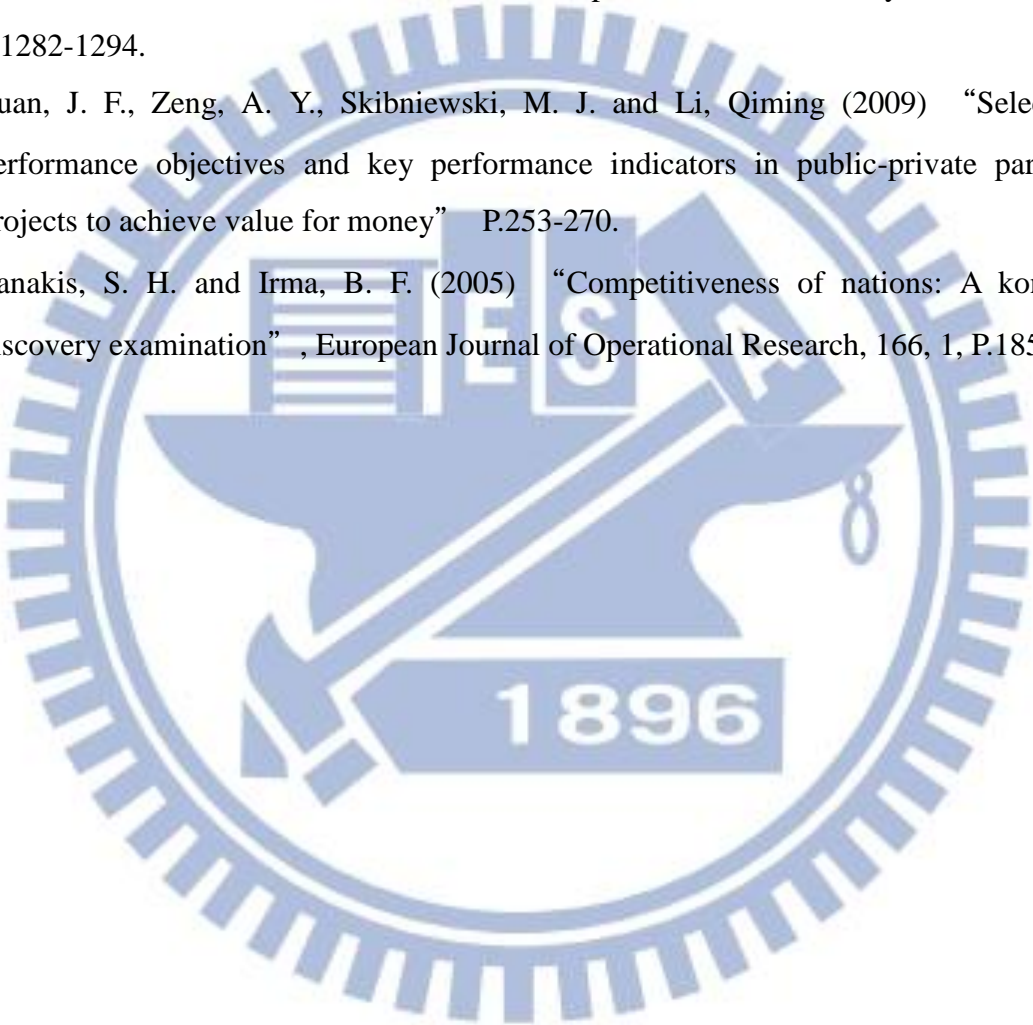 1282-1294.
uan, J. F., Zeng, A. Y., Skibniewski, M. J. and Li, Qiming (2009) “Selec
erformance objectives and key performance indicators in public-private par
rojects to achieve value for money” P.253-270.
anakis, S. H. and Irma, B. F. (2005) “Competitiveness of nations: A kor
iscovery examination”, European Journal of Operational Research, 166, 1, P.185
E S A
1896